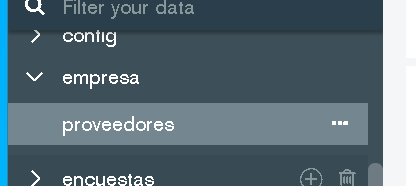 Filter your data
config
empresa
proveedores
encuestas